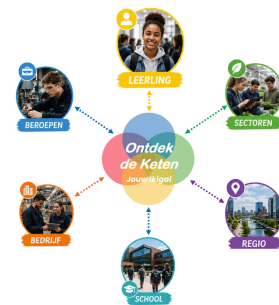 LEERLING
BEROEPEN
SECTOREN
Ontdek
de Keten
Jouwikigai
BEDRIJF
REGIO
SCHOOL